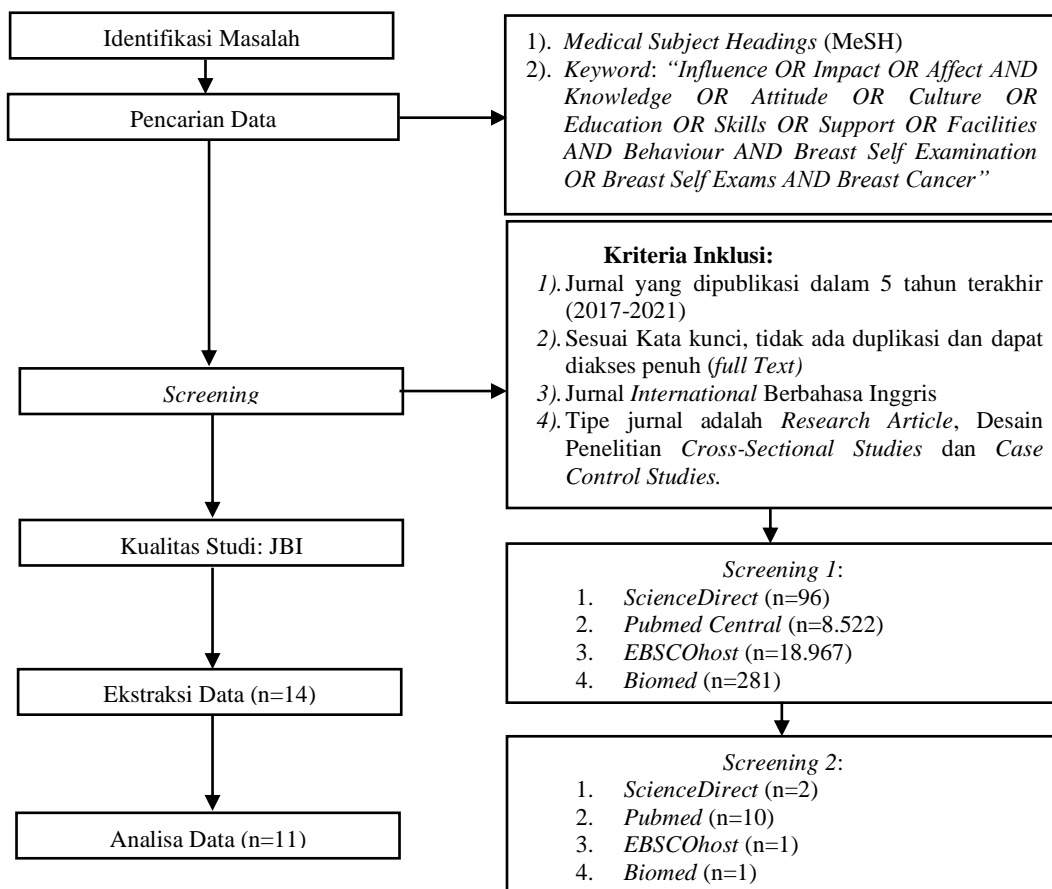 Identifikasi Masalah
Pencarian Data
1). Medical Subject Headings (MeSH)
2). Keyword: “Influence OR Impact OR Affect AND
Knowledge OR Attitude OR Culture OR
Education OR Skills OR Support OR Facilities
AND Behaviour AND Breast Self Examination
OR Breast Self Exams AND Breast Cancer”
Screening
Kriteria Inklusi:
1). Jurnal yang dipublikasi dalam 5 tahun terakhir
(2017-2021)
2). Sesuai Kata kunci, tidak ada duplikasi dan dapat
diakses penuh (full Text)
3). Jurnal International Berbahasa Inggris
4). Tipe jurnal adalah Research Article, Desain
Penelitian Cross-Sectional Studies dan Case
Control Studies.
Kualitas Studi: JBI
Screening 1:
1. ScienceDirect (n=96)
2. Pubmed Central (n=8.522)
3. EBSCOhost (n=18.967)
4. Biomed (n=281)
Ekstraksi Data (n=14)
Screening 2:
1. ScienceDirect (n=2)
2. Pubmed (n=10)
3. EBSCOhost (n=1)
4. Biomed (n=1)
Analisa Data (n=11)